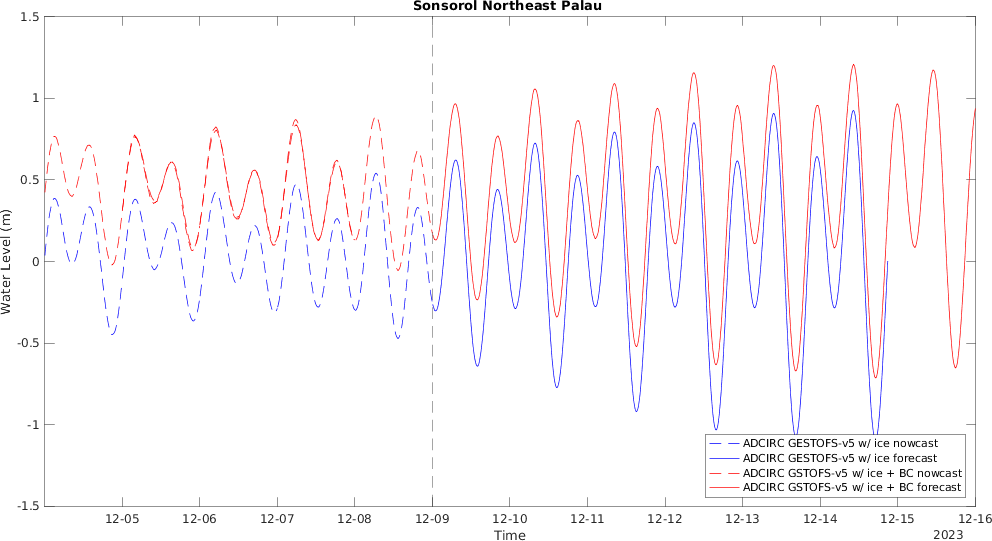 Sonsorol Northeast Palau
1.5
1
0.5
0
-0.5
-1
-1.5
Water Level (m)
12-05 12-06 12-07 12-08 12-09 12-10 12-11 12-12 12-13 12-14 12-15 12-16
Time
2023
ADCIRC GESTOFS-v5 w/ ice nowcast
ADCIRC GESTOFS-v5 w/ ice forecast
ADCIRC GSTOFS-v5 w/ ice + BC nowcast
ADCIRC GSTOFS-v5 w/ ice + BC forecast